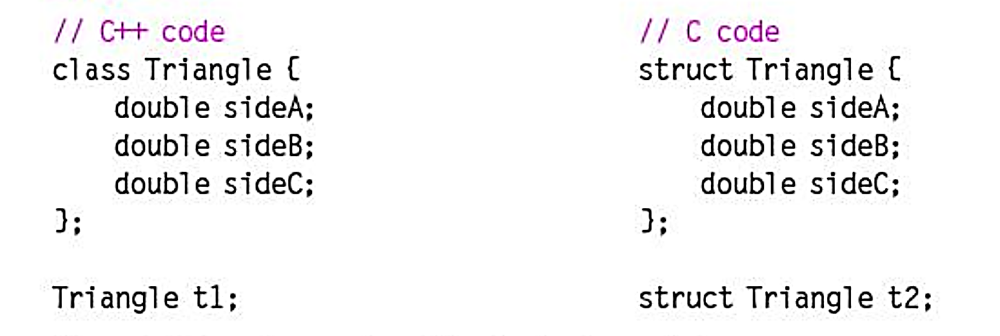 // C++ code
class Triangle {
    double sideA;
    double sideB;
    double sideC;
};
Triangle t1;
// C code
struct Triangle {
    double sideA;
    double sideB;
    double sideC;
};
struct Triangle t2;